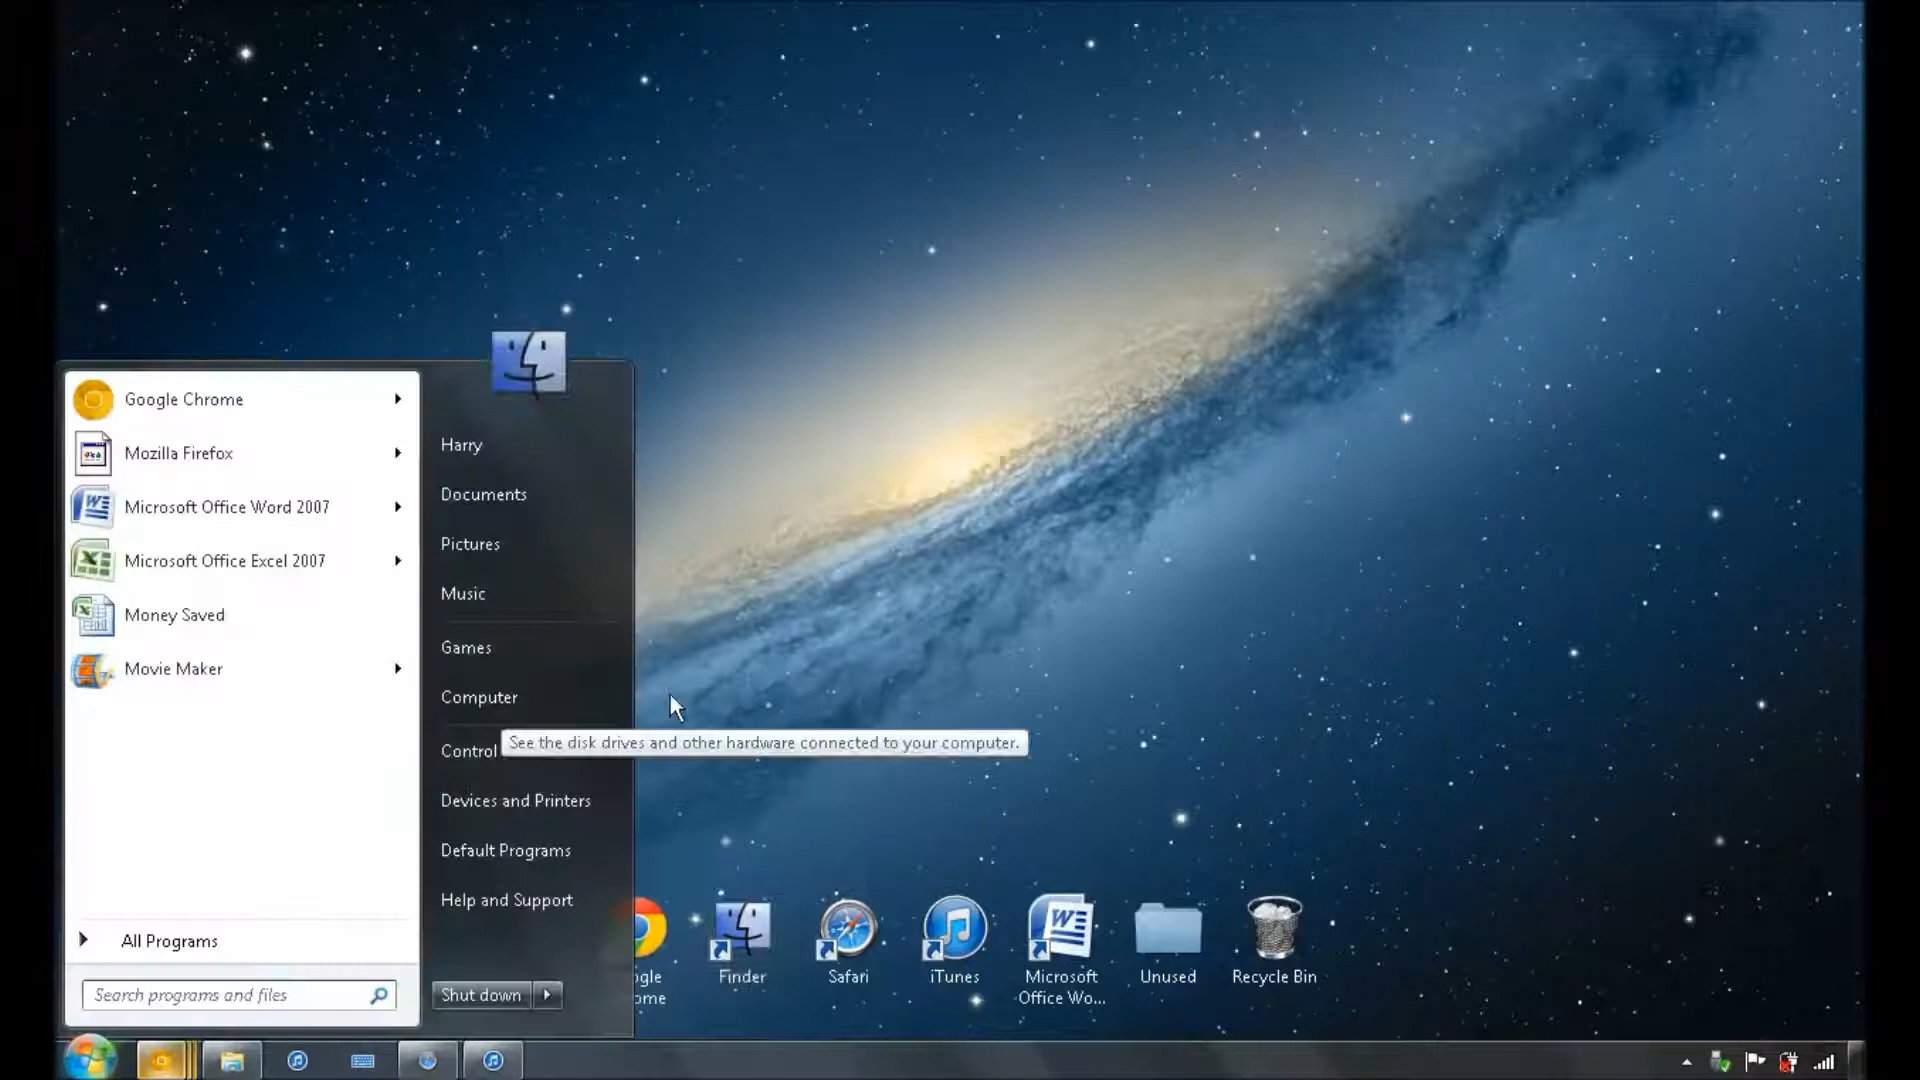 Google Chrome
Mozilla Firefox
Microsoft Office Word 2007
Microsoft Office Excel 2007
Money Saved
Movie Maker
All Programs
Search programs and files
Harry
Documents
Pictures
Music
Games
Computer
Control
See the disk drives and other hardware connected to your computer.
Devices and Printers
Default Programs
Help and Support
Shut down
gle
ome
Finder
Safari
iTunes
Microsoft
Office Wo...
Unused
Recycle Bin